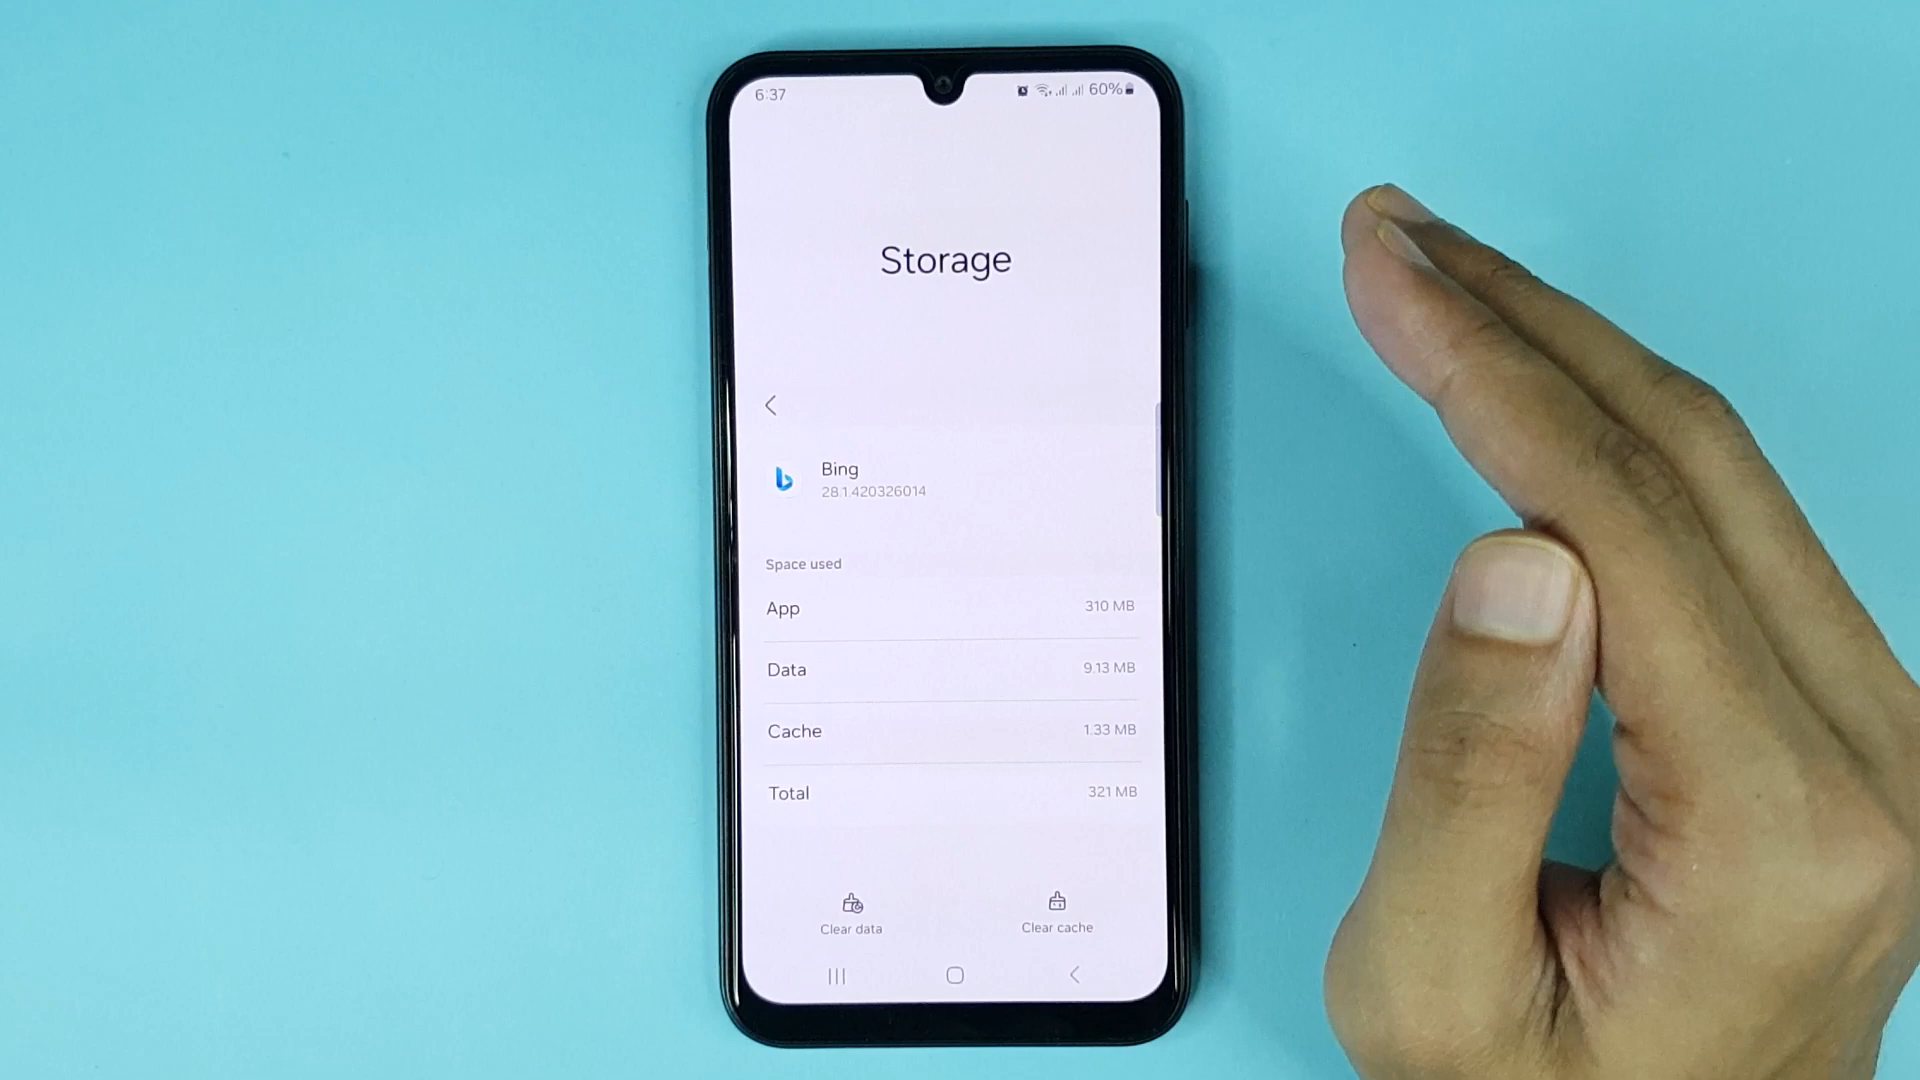 6:37
60%
Storage
Bing
28.1.420326014
Space used
App 310 MB
Data 9.13 MB
Cache 1.33 MB
Total 321 MB
Clear data
Clear cache